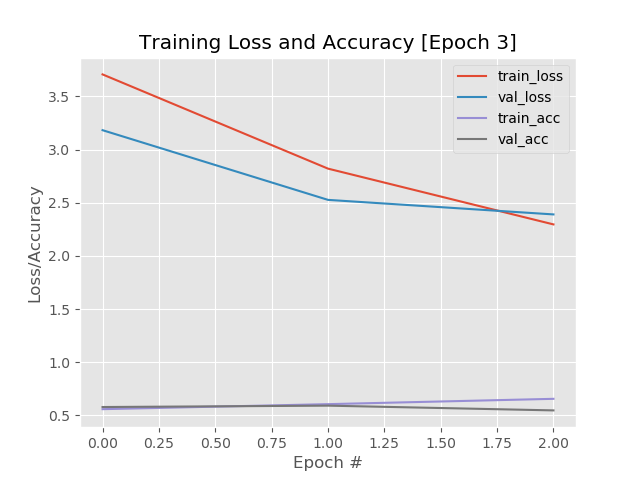 Training Loss and Accuracy [Epoch 3]
train_loss
val_loss
train_acc
val_acc
Loss/Accuracy
3.5
3.0
2.5
2.0
1.5
1.0
0.5
0.00 0.25 0.50 0.75 1.00 1.25 1.50 1.75 2.00
Epoch #